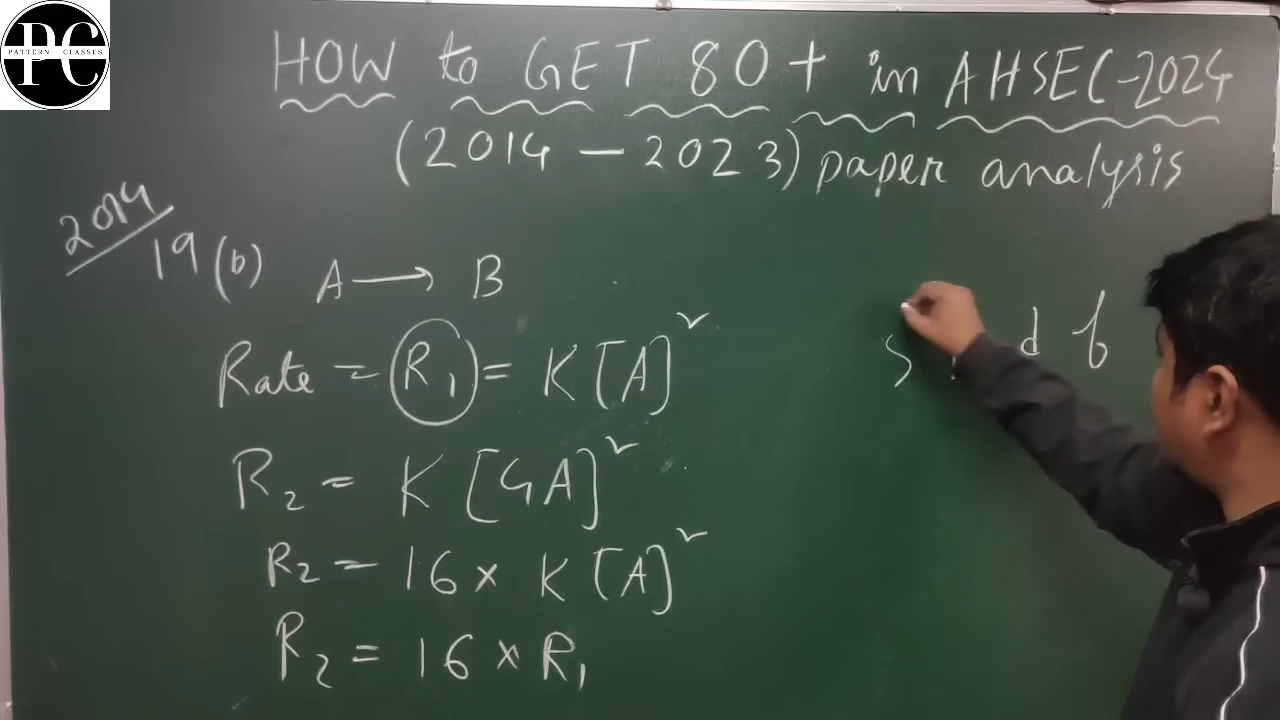 PC
PATTERN CLASSES
HOW to GET 80+ in AHSEC-2024
(2014 – 2023) paper analysis
2014/19 (b) A ⟶ B
Rate = R₁ = K[A]²
R₂ = K[4A]²
R₂ = 16 × K[A]²
R₂ = 16 × R₁
s d f